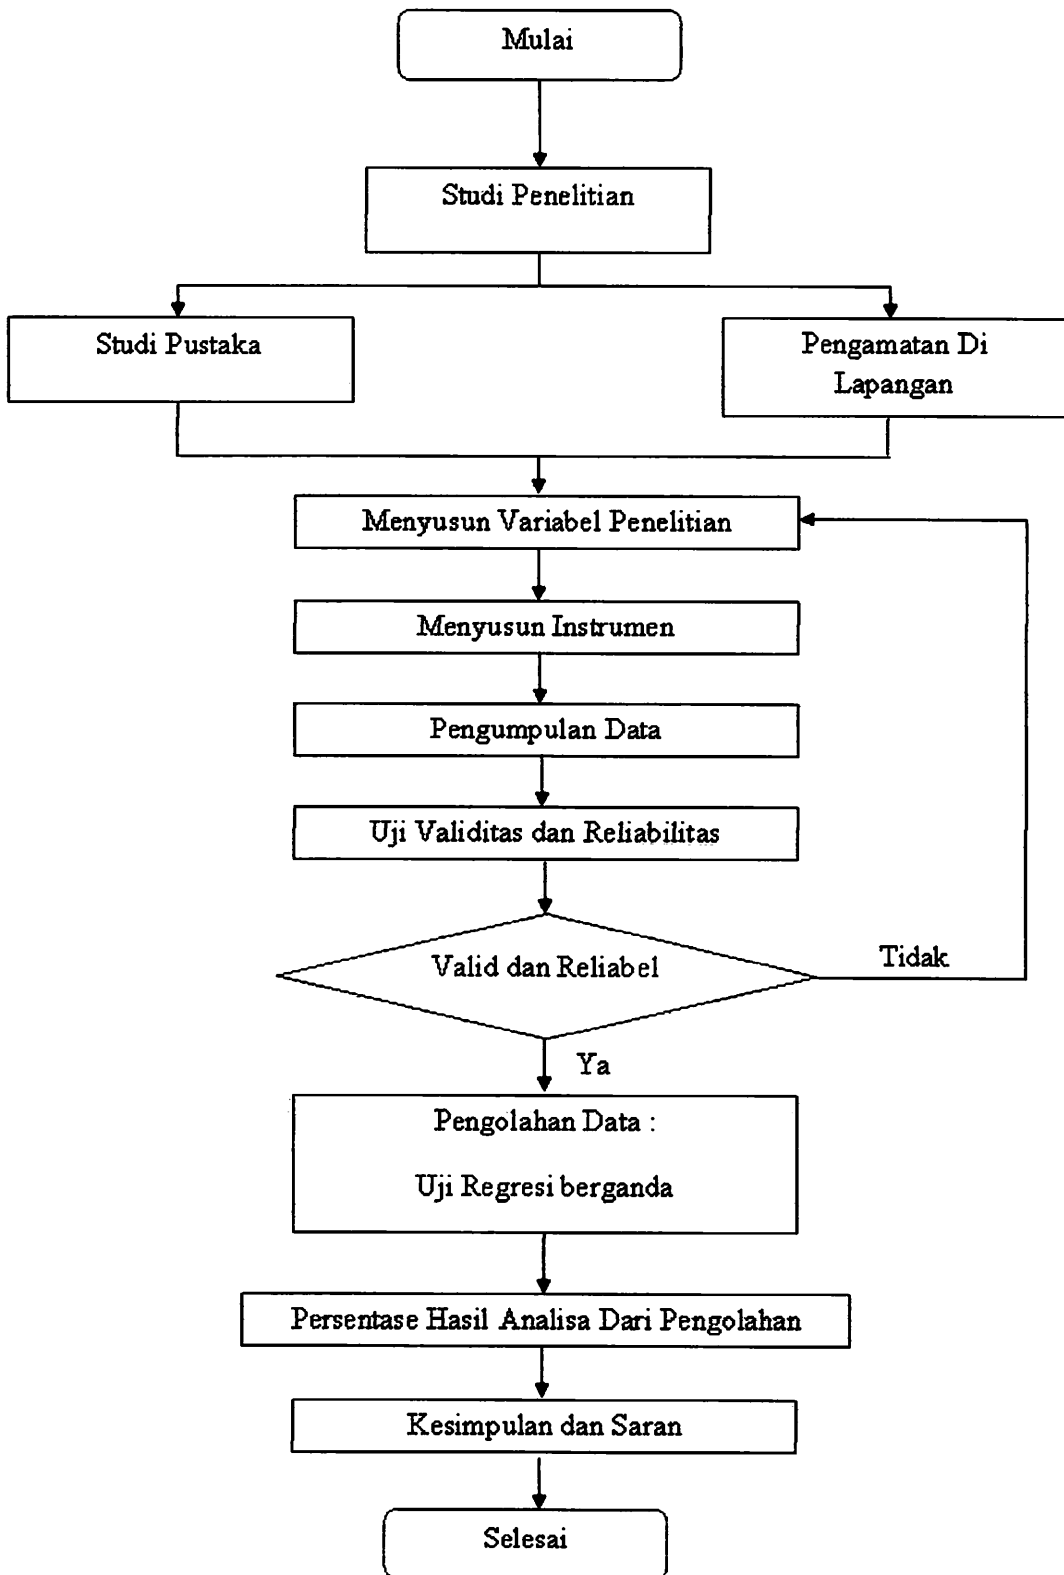 Mulai
Studi Penelitian
Studi Pustaka
Pengamatan Di
Lapangan
Menyusun Variabel Penelitian
Menyusun Instrumen
Pengumpulan Data
Uji Validitas dan Reliabilitas
Valid dan Reliabel
Tidak
Ya
Pengolahan Data :
Uji Regresi berganda
Persentase Hasil Analisa Dari Pengolahan
Kesimpulan dan Saran
Selesai